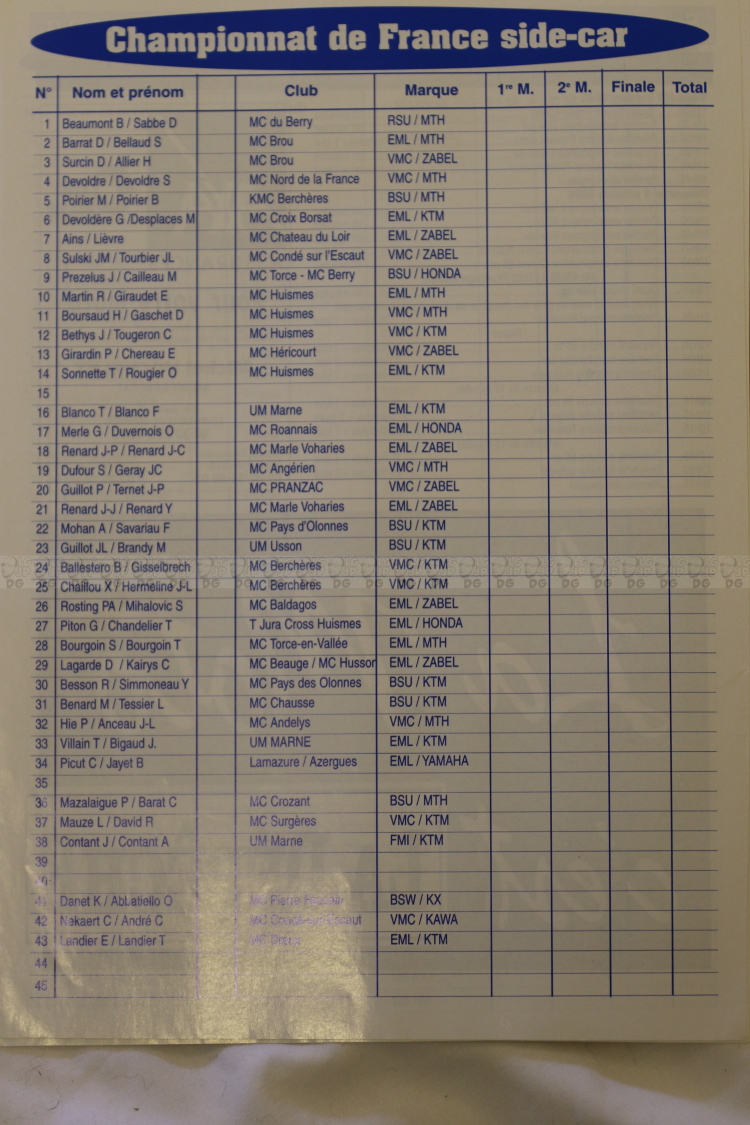 Championnat de France side-car
N° Nom et prénom Club Marque 1re M. 2e M. Finale Total
1 Beaumont B / Sabbe D MC du Berry RSU / MTH
2 Barrat D / Bellaud S MC Brou EML / MTH
3 Surcin D / Allier H MC Brou VMC / ZABEL
4 Devoldre / Devoldre S MC Nord de la France VMC / MTH
5 Poirier M / Poirier B KMC Berchères BSU / MTH
6 Devoldère G /Desplaces M MC Croix Borsat EML / KTM
7 Ains / Lièvre MC Chateau du Loir EML / ZABEL
8 Sulski JM / Tourbier JL MC Condé sur l'Escaut VMC / ZABEL
9 Prezelus J / Cailleau M MC Torce - MC Berry BSU / HONDA
10 Martin R / Giraudet E MC Huismes EML / MTH
11 Boursaud H / Gaschet D MC Huismes VMC / MTH
12 Bethys J / Tougeron C MC Huismes VMC / KTM
13 Girardin P / Chereau E MC Héricourt VMC / ZABEL
14 Sonnette T / Rougier O MC Huismes EML / KTM
15
16 Blanco T / Blanco F UM Marne EML / KTM
17 Merle G / Duvernois O MC Roannais EML / HONDA
18 Renard J-P / Renard J-C MC Marle Voharies EML / ZABEL
19 Dufour S / Geray JC MC Angérien VMC / MTH
20 Guillot P / Ternet J-P MC PRANZAC VMC / ZABEL
21 Renard J-J / Renard Y MC Marle Voharies EML / ZABEL
22 Mohan A / Savariau F MC Pays d'Olonnes BSU / KTM
23 Guillot JL / Brandy M UM Usson BSU / KTM
24 Ballestero B / Gisselbrech MC Berchères VMC / KTM
25 Chaillou X / Hermeline J-L MC Berchères VMC / KTM
26 Rosting PA / Mihalovic S MC Baldagos EML / ZABEL
27 Piton G / Chandelier T T Jura Cross Huismes EML / HONDA
28 Bourgoin S / Bourgoin T MC Torce-en-Vallée EML / MTH
29 Lagarde D / Kairys C MC Beauge / MC Hussor EML / ZABEL
30 Besson R / Simmoneau Y MC Pays des Olonnes BSU / KTM
31 Benard M / Tessier L MC Chausse BSU / KTM
32 Hie P / Anceau J-L MC Andelys VMC / MTH
33 Villain T / Bigaud J. UM MARNE EML / KTM
34 Picut C / Jayet B Lamazure / Azergues EML / YAMAHA
35
36 Mazalaigue P / Barat C MC Crozant BSU / MTH
37 Mauze L / David R MC Surgères VMC / KTM
38 Contant J / Contant A UM Marne FMI / KTM
39
40
41 Danet K / Abbatiello O MC Pierre BSW / KX
42 Nekaert C / André C MC Condé-sur-Escaut VMC / KAWA
43 Landier E / Landier T MC EML / KTM
44
45